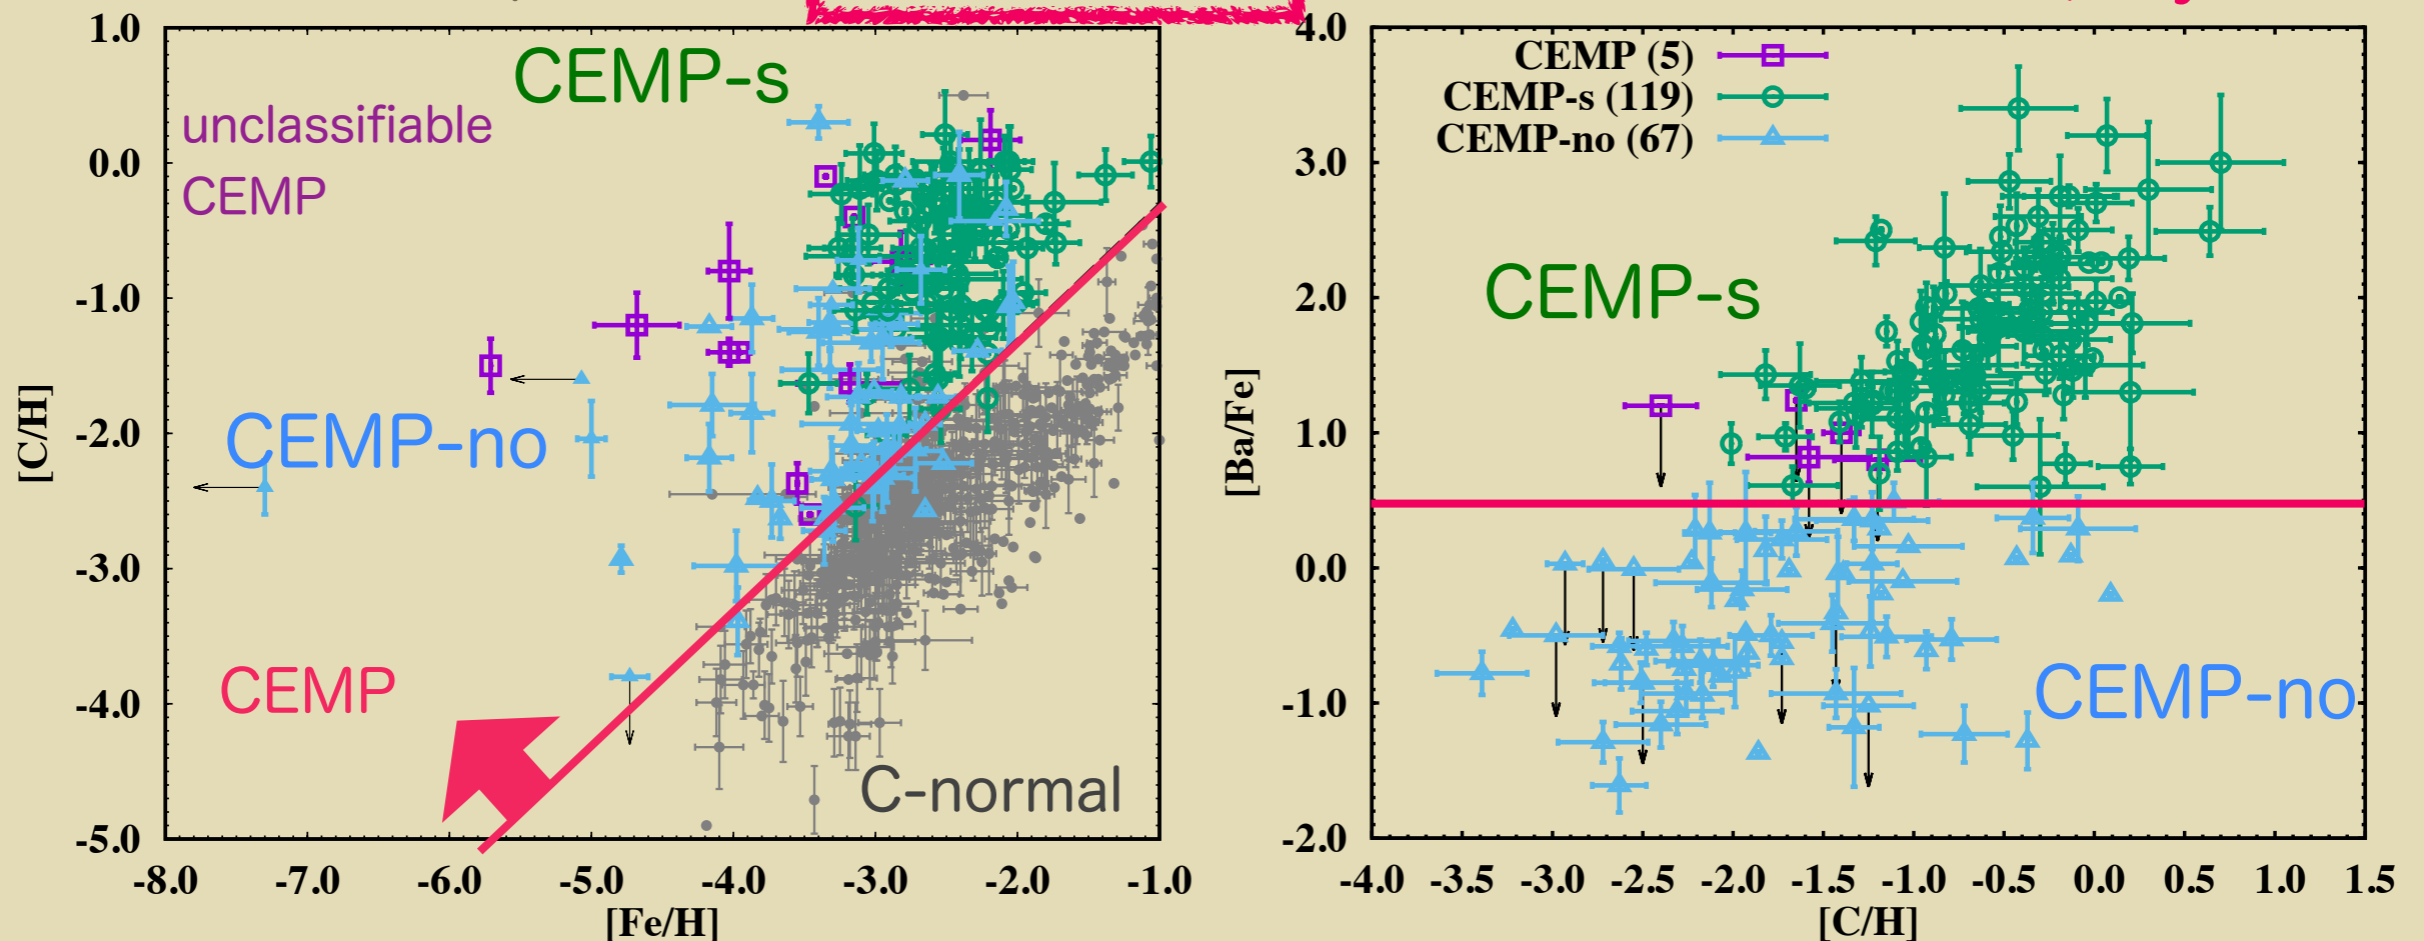 1.0
0.0
-1.0
-2.0
-3.0
-4.0
-5.0
[C/H]
CEMP-s
unclassifiable
CEMP
CEMP-no
CEMP
C-normal
-8.0 -7.0 -6.0 -5.0 -4.0 -3.0 -2.0 -1.0
[Fe/H]
4.0
3.0
2.0
1.0
0.0
-1.0
-2.0
[Ba/Fe]
CEMP (5)
CEMP-s (119)
CEMP-no (67)
CEMP-s
CEMP-no
-4.0 -3.5 -3.0 -2.5 -2.0 -1.5 -1.0 -0.5 0.0 0.5 1.0 1.5
[C/H]